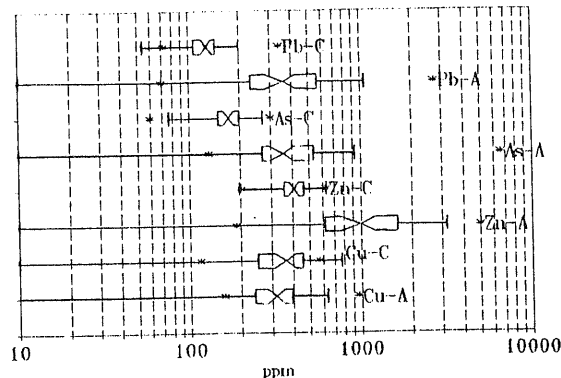 *Pb-C
*Pb-A
*As-C
*As-A
*Zn-C
*Zn-A
Cu-C
*Cu-A
10 100 1000 10000
ppm